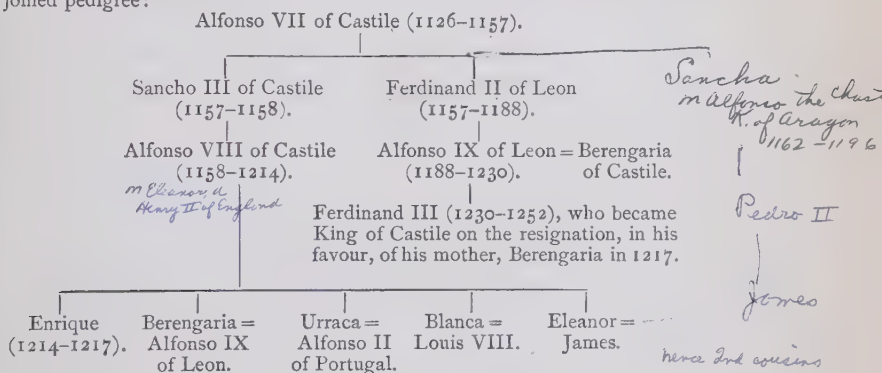 joined pedigree:
Alfonso VII of Castile (1126–1157).
Sancho III of Castile
(1157–1158).
Ferdinand II of Leon
(1157–1188).
Sancha
m Alfonso the Chast
K. of Aragon
1162–1196
Alfonso VIII of Castile
(1158–1214).
m Eleanor, d
Henry II of England
Alfonso IX of Leon = Berengaria
(1188–1230). of Castile.
Ferdinand III (1230–1252), who became
King of Castile on the resignation, in his
favour, of his mother, Berengaria in 1217.
Pedro II
James
Enrique
(1214–1217).
Berengaria =
Alfonso IX
of Leon.
Urraca =
Alfonso II
of Portugal.
Blanca =
Louis VIII.
Eleanor =
James.
hence 2nd cousins